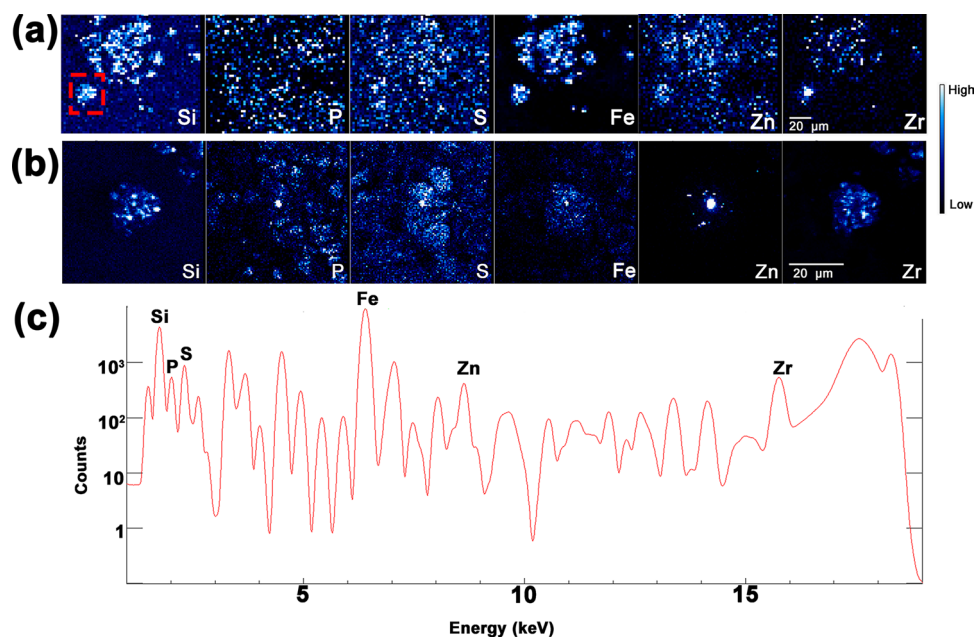 (a)
Si P S Fe Zn Zr
20 µm
High
Low
(b)
Si P S Fe Zn Zr
20 µm
(c)
Si P S Fe Zn Zr
Counts
10³
10²
10
1
5 10 15
Energy (keV)